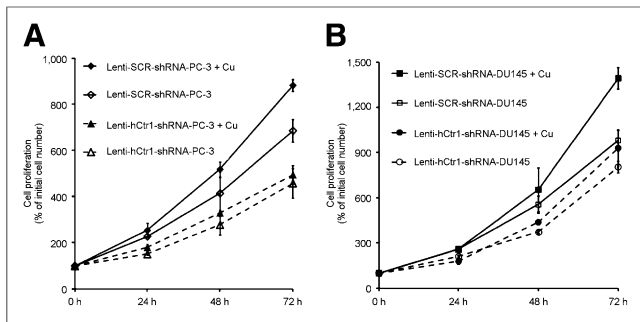 A
1,000
800
600
400
200
0
0 h
24 h
48 h
72 h
Cell proliferation
(% of initial cell number)
Lenti-SCR-shRNA-PC-3 + Cu
Lenti-SCR-shRNA-PC-3
Lenti-hCtr1-shRNA-PC-3 + Cu
Lenti-hCtr1-shRNA-PC-3
B
1,500
1,200
900
600
300
0
0 h
24 h
48 h
72 h
Cell proliferation
(% of initial cell number)
Lenti-SCR-shRNA-DU145 + Cu
Lenti-SCR-shRNA-DU145
Lenti-hCtr1-shRNA-DU145 + Cu
Lenti-hCtr1-shRNA-DU145